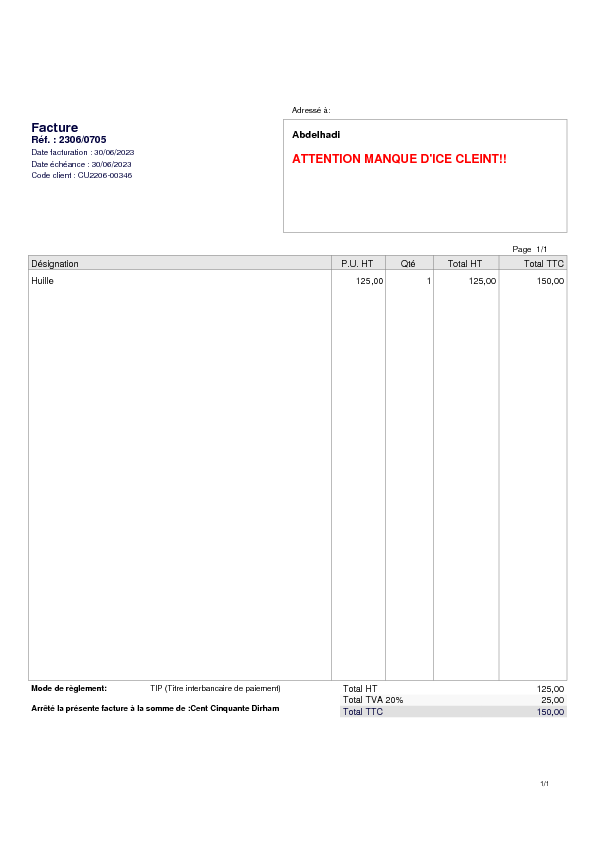 Adressé à:
Facture
Réf. : 2306/0705
Date facturation : 30/06/2023
Date échéance : 30/06/2023
Code client : CU2206-00346
Abdelhadi
ATTENTION MANQUE D'ICE CLEINT!!
Page 1/1
Désignation P.U. HT Qté Total HT Total TTC
Huille 125,00 1 125,00 150,00
Mode de règlement: TIP (Titre interbancaire de paiement)
Arrêté la présente facture à la somme de :Cent Cinquante Dirham
Total HT 125,00
Total TVA 20% 25,00
Total TTC 150,00
1/1